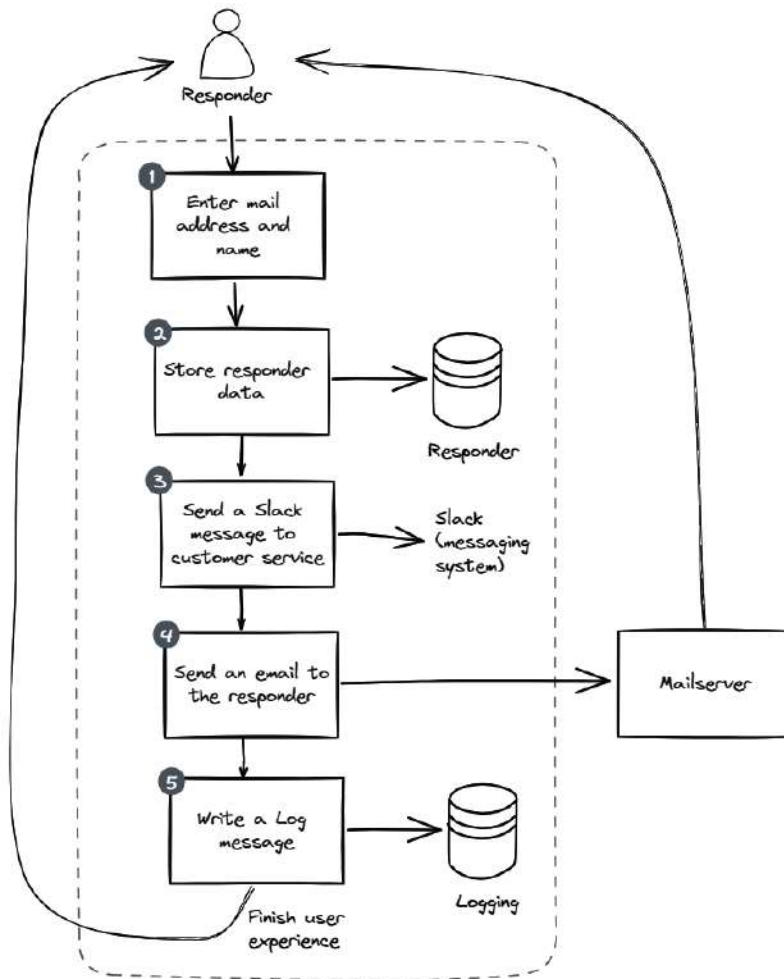 Responder
1
Enter mail
address and
name
2
Store responder
data
Responder
3
Send a Slack
message to
customer service
Slack
(messaging
system)
4
Send an email to
the responder
Mailserver
5
Write a Log
message
Logging
Finish user
experience